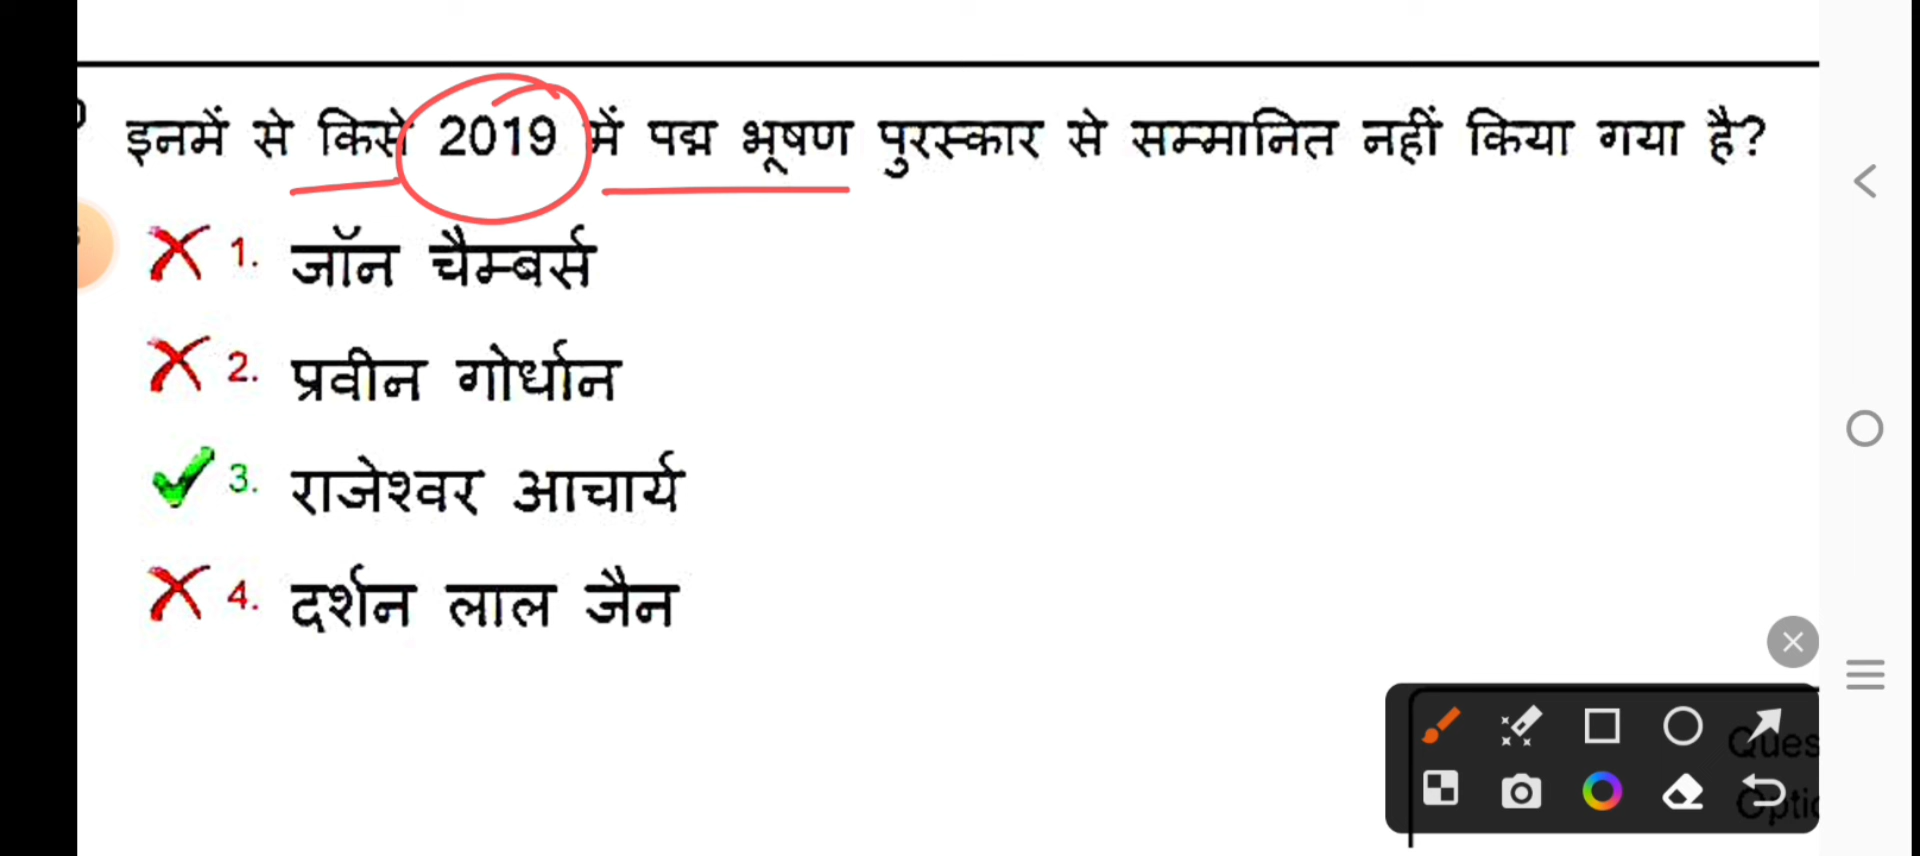 इनमें से किसे 2019 में पद्म भूषण पुरस्कार से सम्मानित नहीं किया गया है?
1. जॉन चैम्बर्स
2. प्रवीन गोर्धान
3. राजेश्वर आचार्य
4. दर्शन लाल जैन